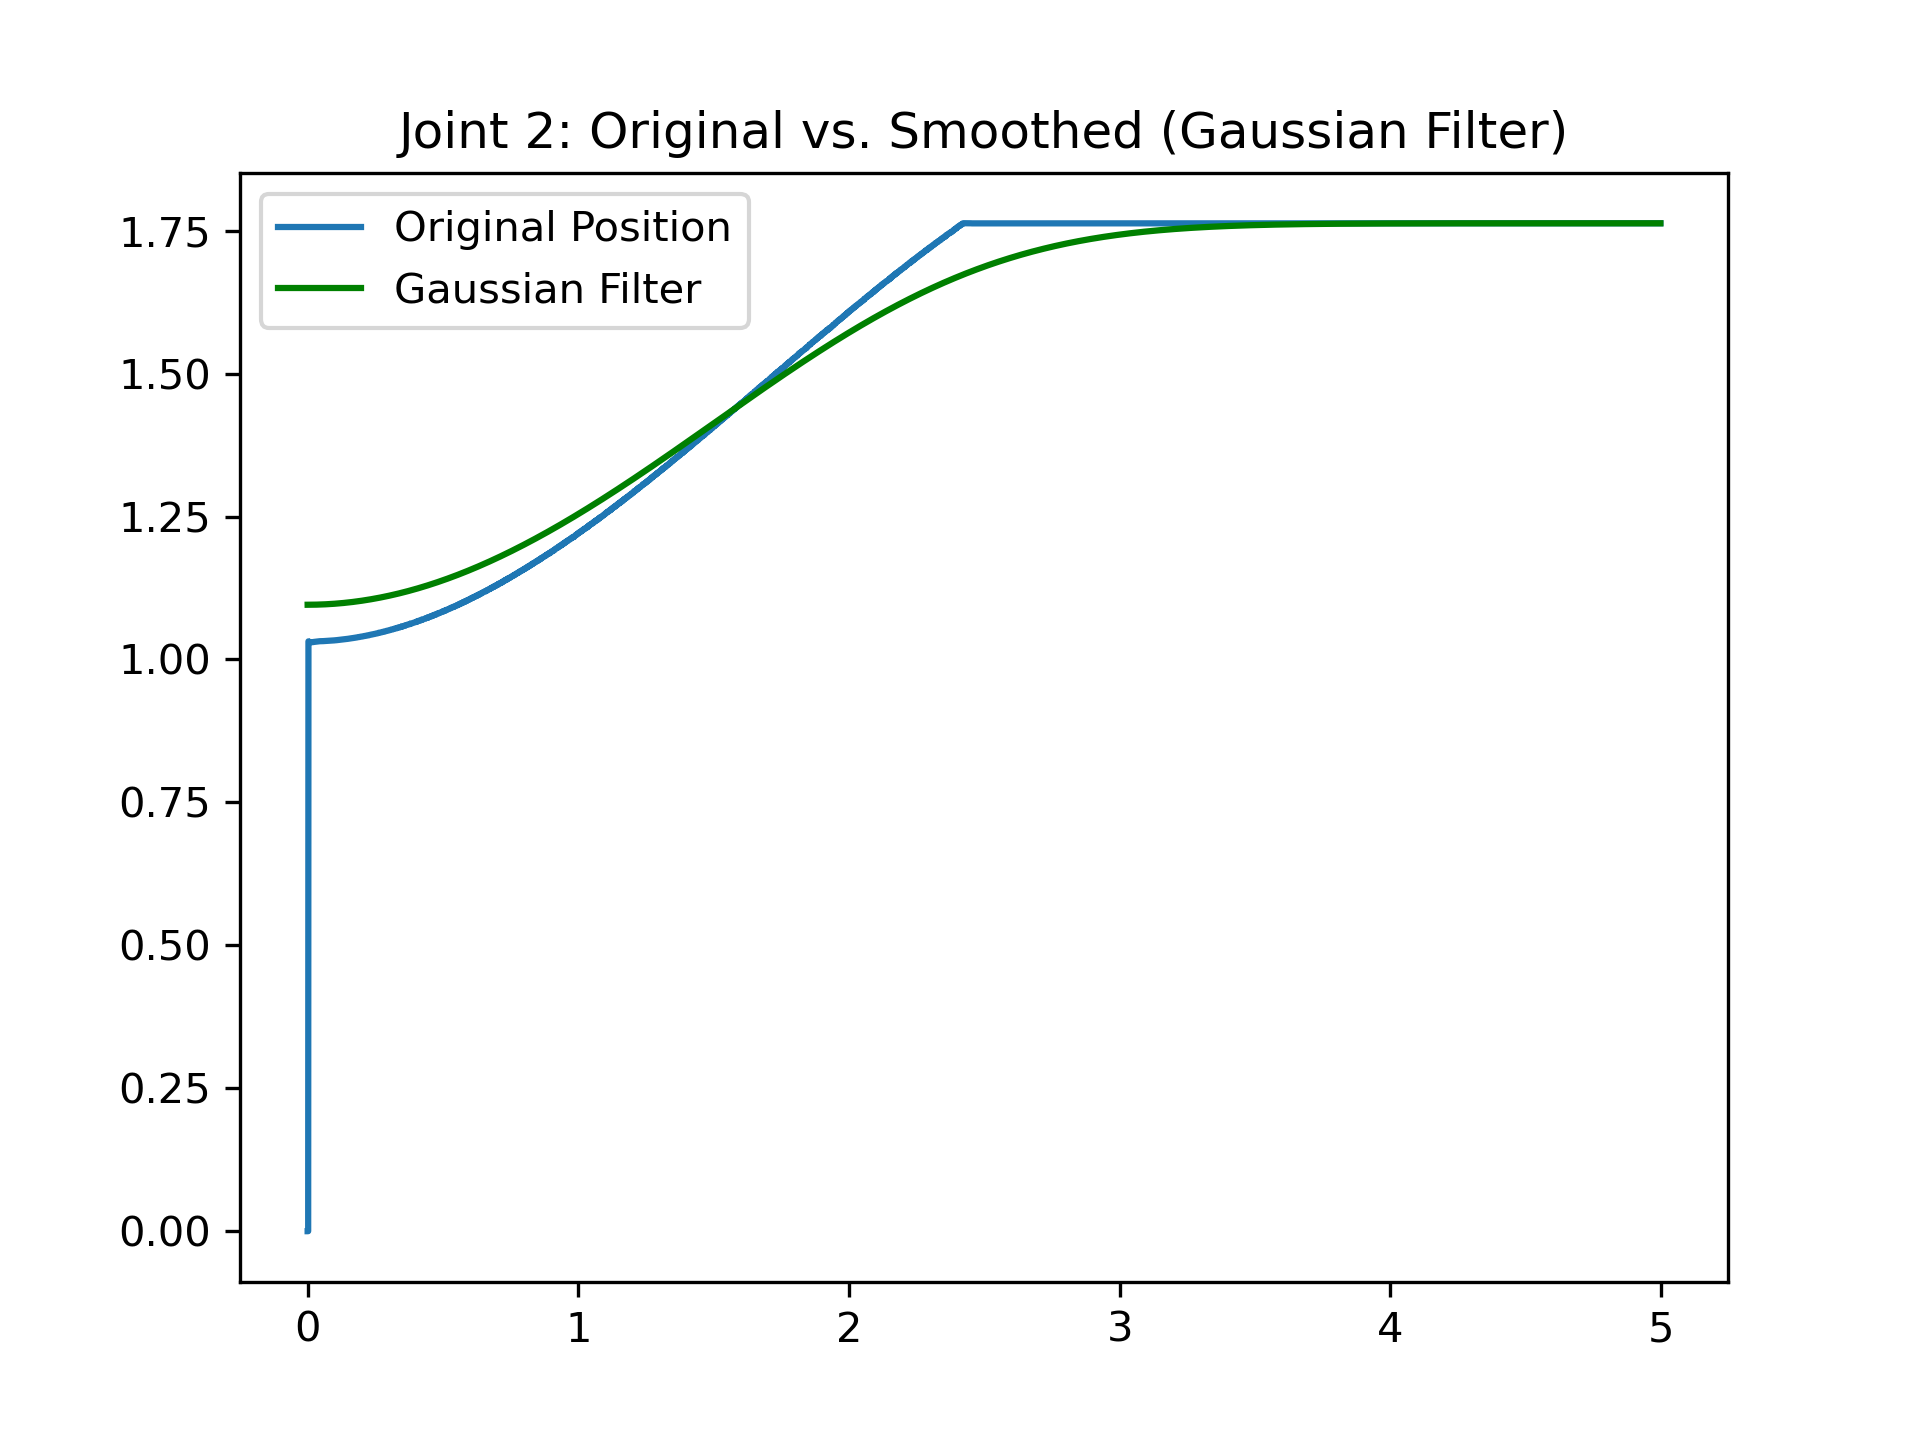 Joint 2: Original vs. Smoothed (Gaussian Filter)
Original Position
Gaussian Filter
1.75
1.50
1.25
1.00
0.75
0.50
0.25
0.00
0 1 2 3 4 5